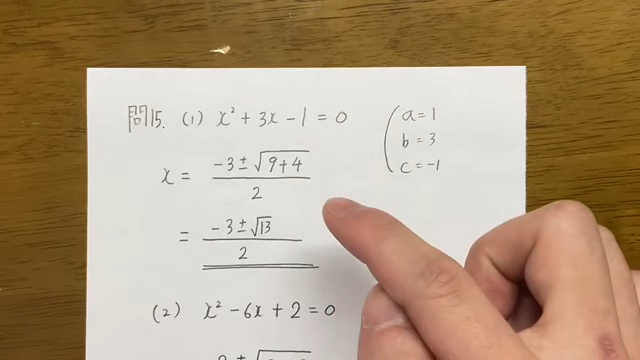 問15. (1) x² + 3x - 1 = 0
a = 1
b = 3
c = -1
x = (-3 ± √(9+4)) / 2
= (-3 ± √13) / 2
(2) x² - 6x + 2 = 0